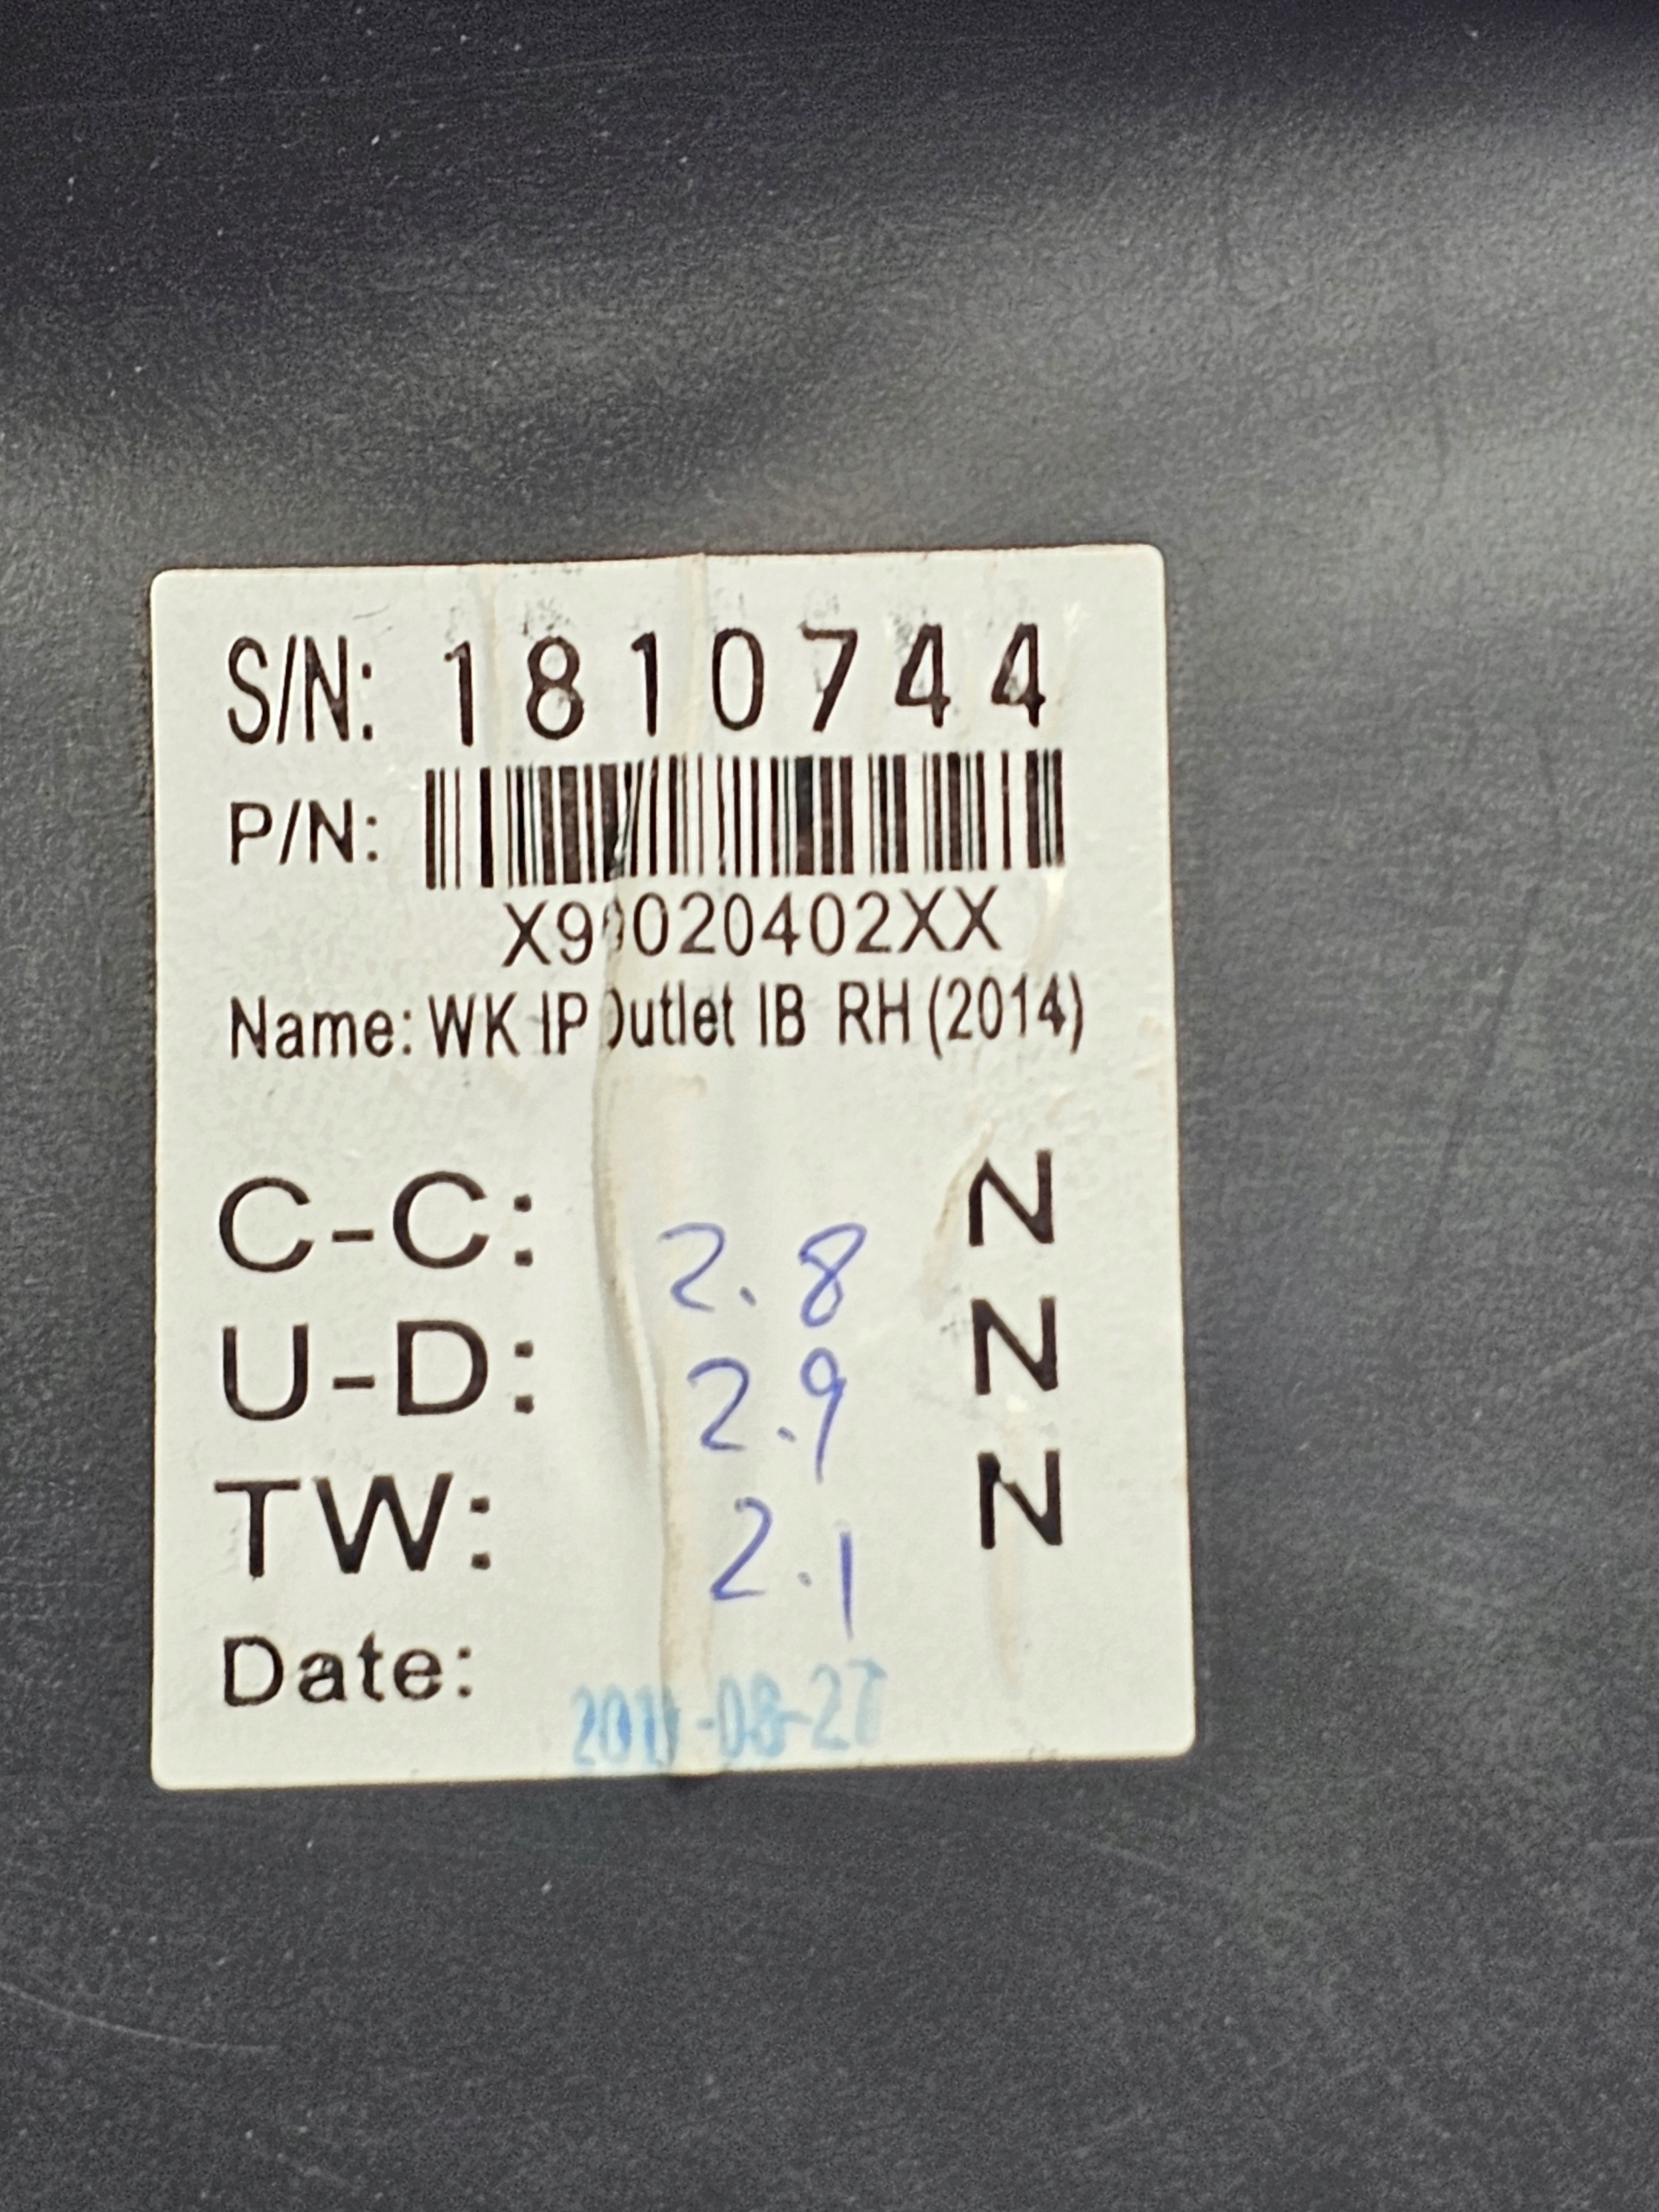 S/N: 1810744
P/N:
Name: WK IP Outlet IB RH (2014)
C-C: 2.8 N
U-D: 2.9 N
TW: 2.1 N
Date: